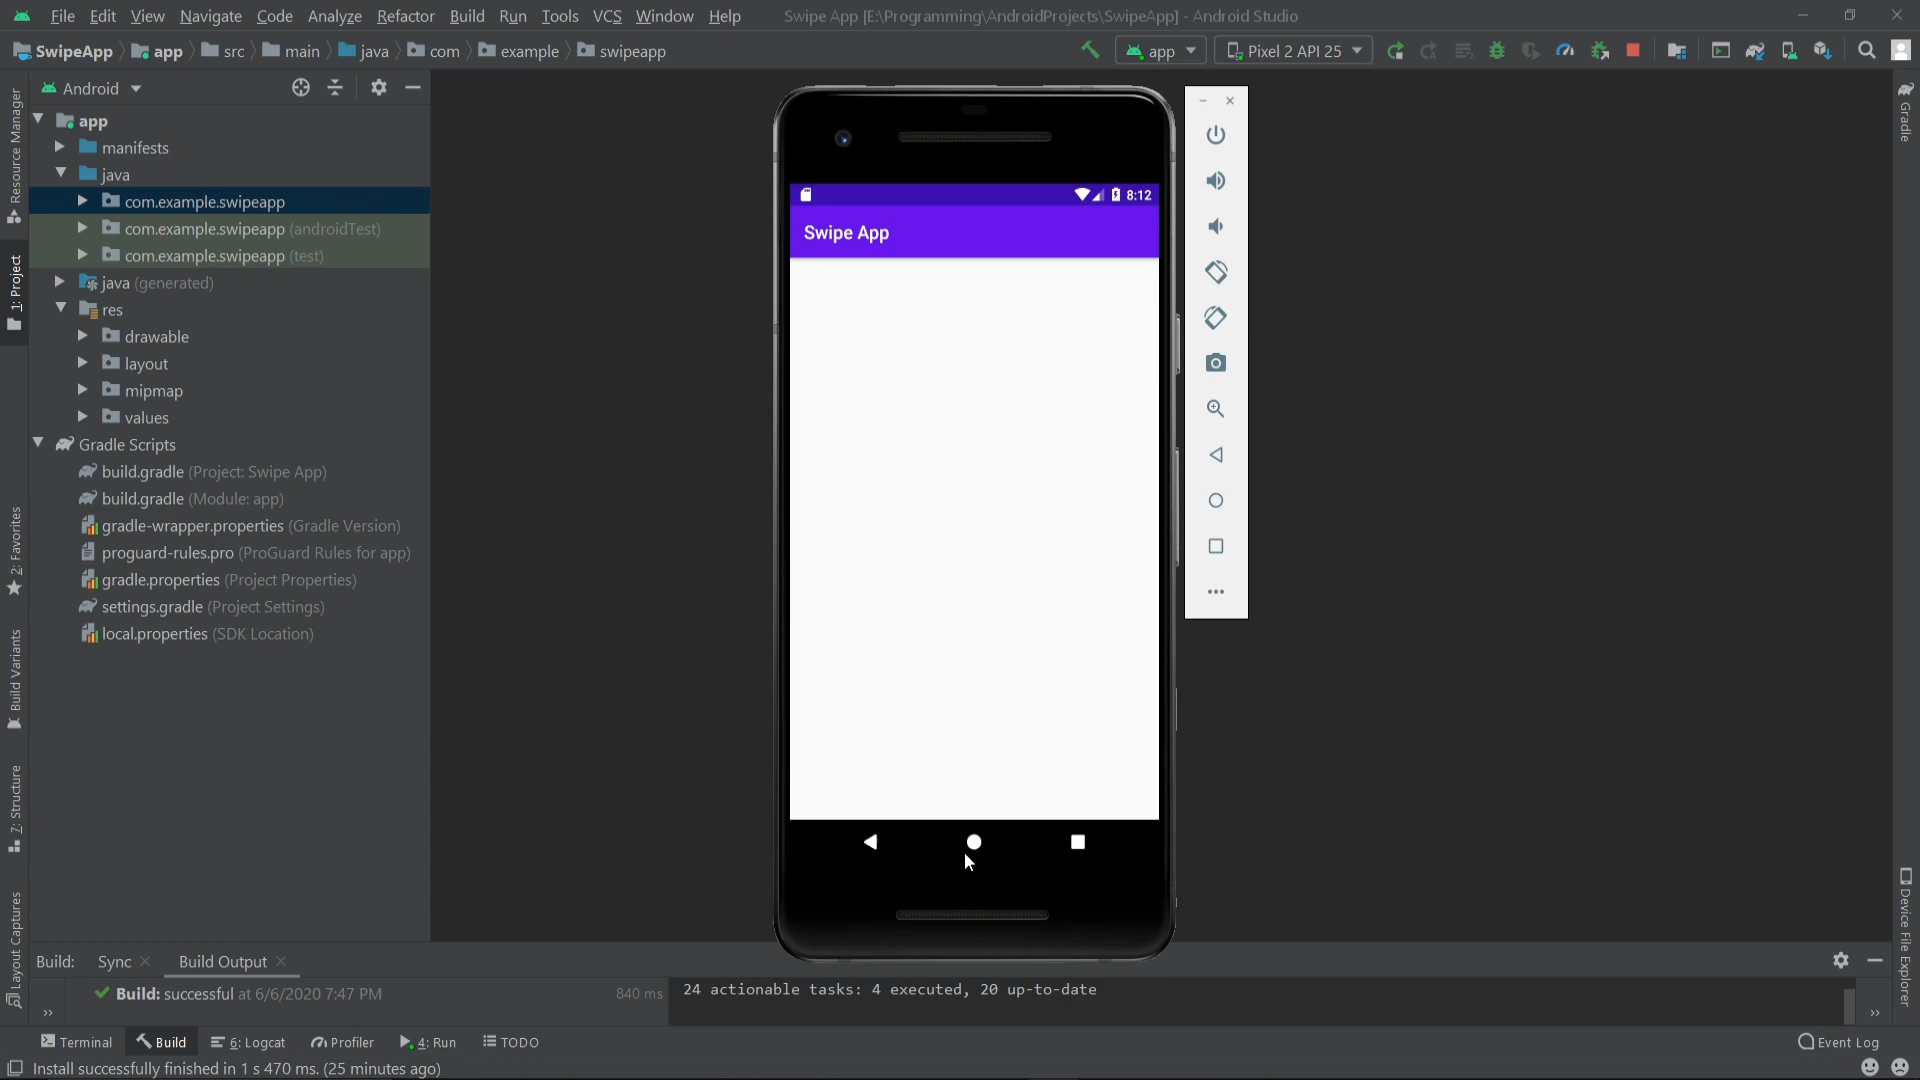 File Edit View Navigate Code Analyze Refactor Build Run Tools VCS Window Help Swipe App [E:\Programming\AndroidProjects\SwipeApp] - Android Studio
SwipeApp app src main java com example swipeapp app Pixel 2 API 25
Android
app
manifests
java
com.example.swipeapp
com.example.swipeapp (androidTest)
com.example.swipeapp (test)
java (generated)
res
drawable
layout
mipmap
values
Gradle Scripts
build.gradle (Project: Swipe App)
build.gradle (Module: app)
gradle-wrapper.properties (Gradle Version)
proguard-rules.pro (ProGuard Rules for app)
gradle.properties (Project Properties)
settings.gradle (Project Settings)
local.properties (SDK Location)
Resource Manager
1: Project
2: Favorites
Build Variants
7: Structure
Layout Captures
8:12
Swipe App
Gradle
Device File Explorer
Build: Sync Build Output
Build: successful at 6/6/2020 7:47 PM 840 ms
24 actionable tasks: 4 executed, 20 up-to-date
Terminal Build 6: Logcat Profiler 4: Run TODO Event Log
Install successfully finished in 1 s 470 ms. (25 minutes ago)